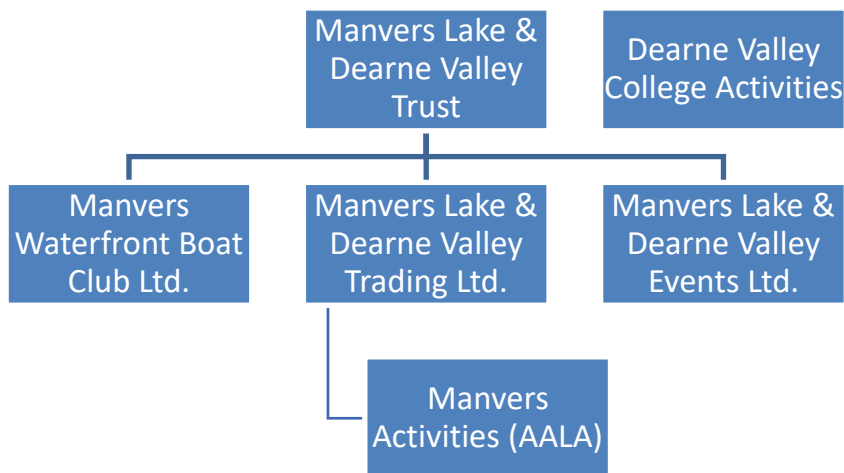 Manvers Lake &
Dearne Valley
Trust
Dearne Valley
College Activities
Manvers
Waterfront Boat
Club Ltd.
Manvers Lake &
Dearne Valley
Trading Ltd.
Manvers Lake &
Dearne Valley
Events Ltd.
Manvers
Activities (AALA)